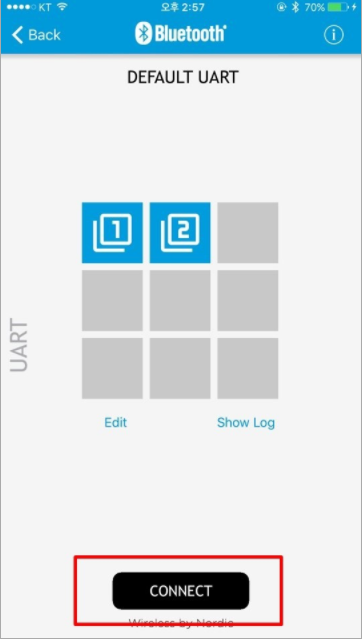 KT 오후 2:57 70%
Back Bluetooth
DEFAULT UART
1 2
UART
Edit Show Log
CONNECT
Wireless by Nordic